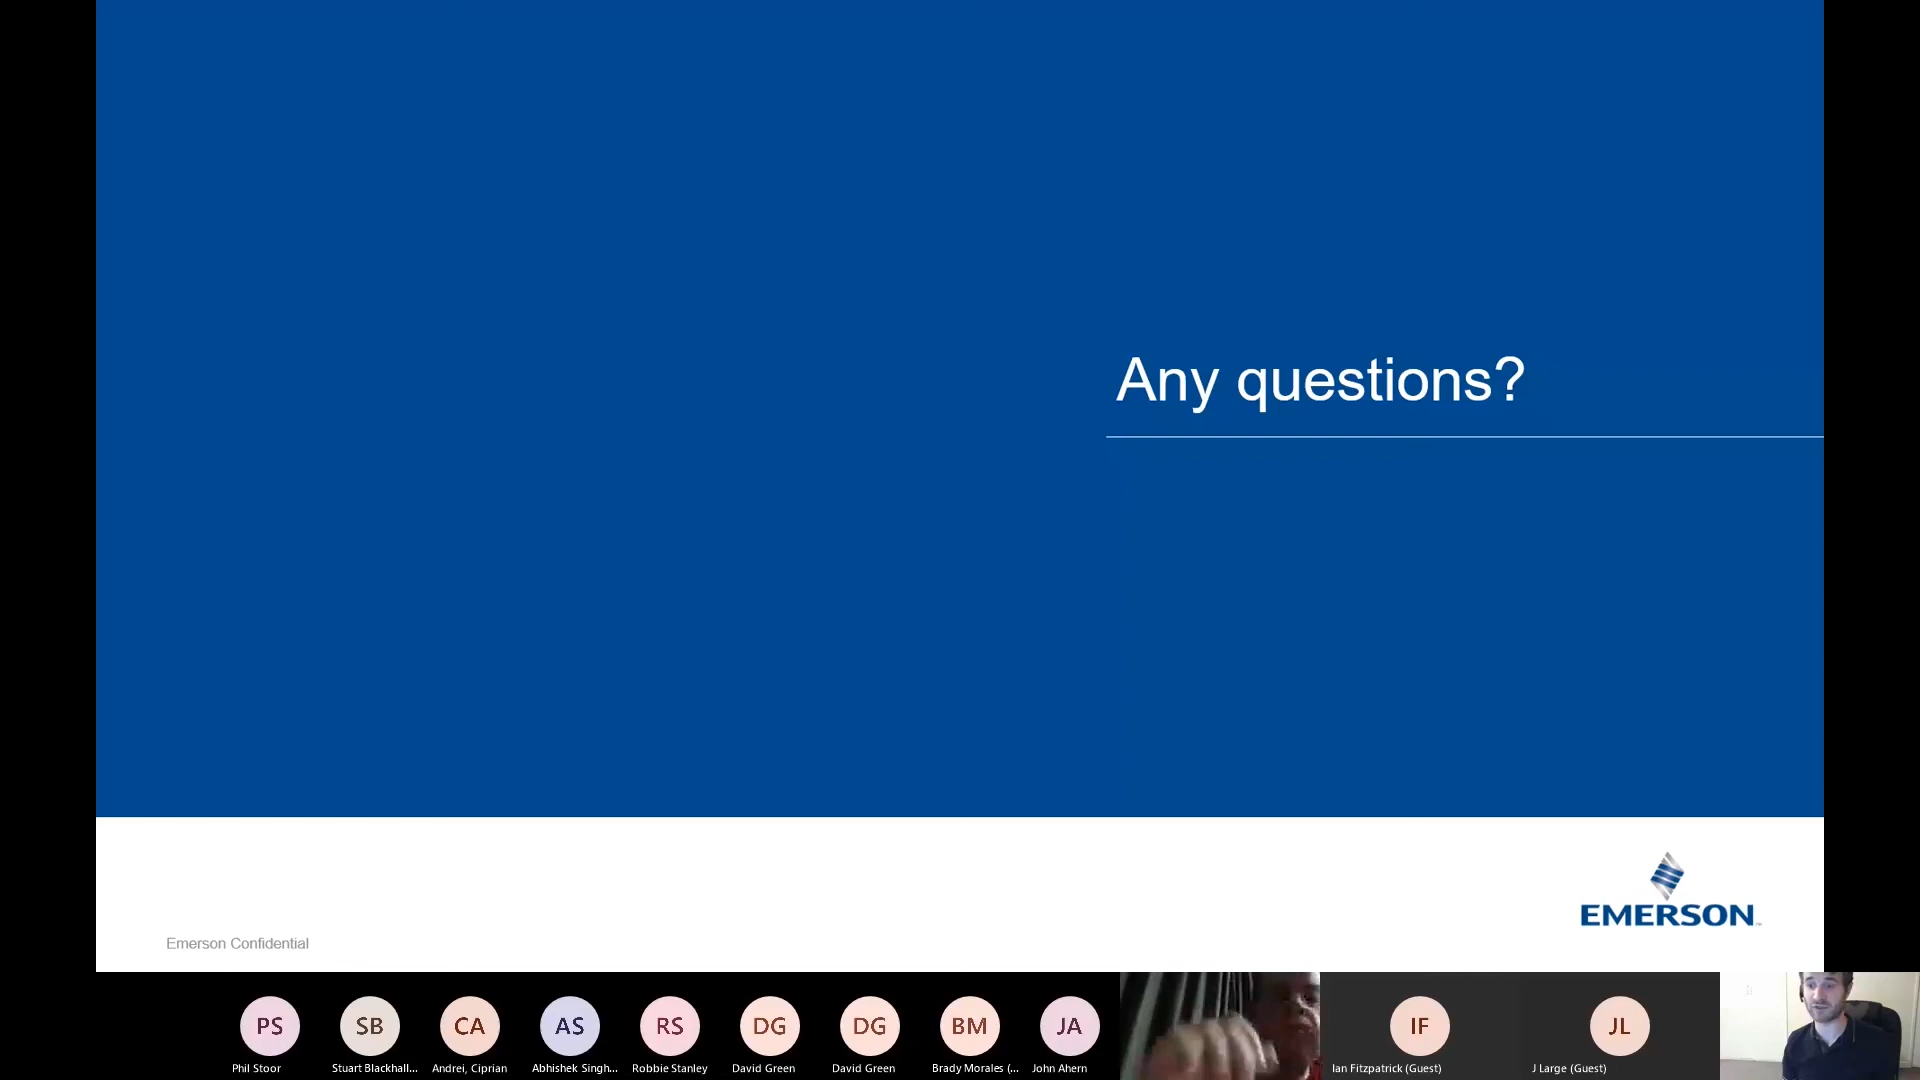 Any questions?
EMERSON
Emerson Confidential
PS
SB
CA
AS
RS
DG
DG
BM
JA
IF
JL
Phil Stoor
Stuart Blackhall...
Andrei, Ciprian
Abhishek Singh...
Robbie Stanley
David Green
David Green
Brady Morales (...
John Ahern
Ian Fitzpatrick (Guest)
J Large (Guest)